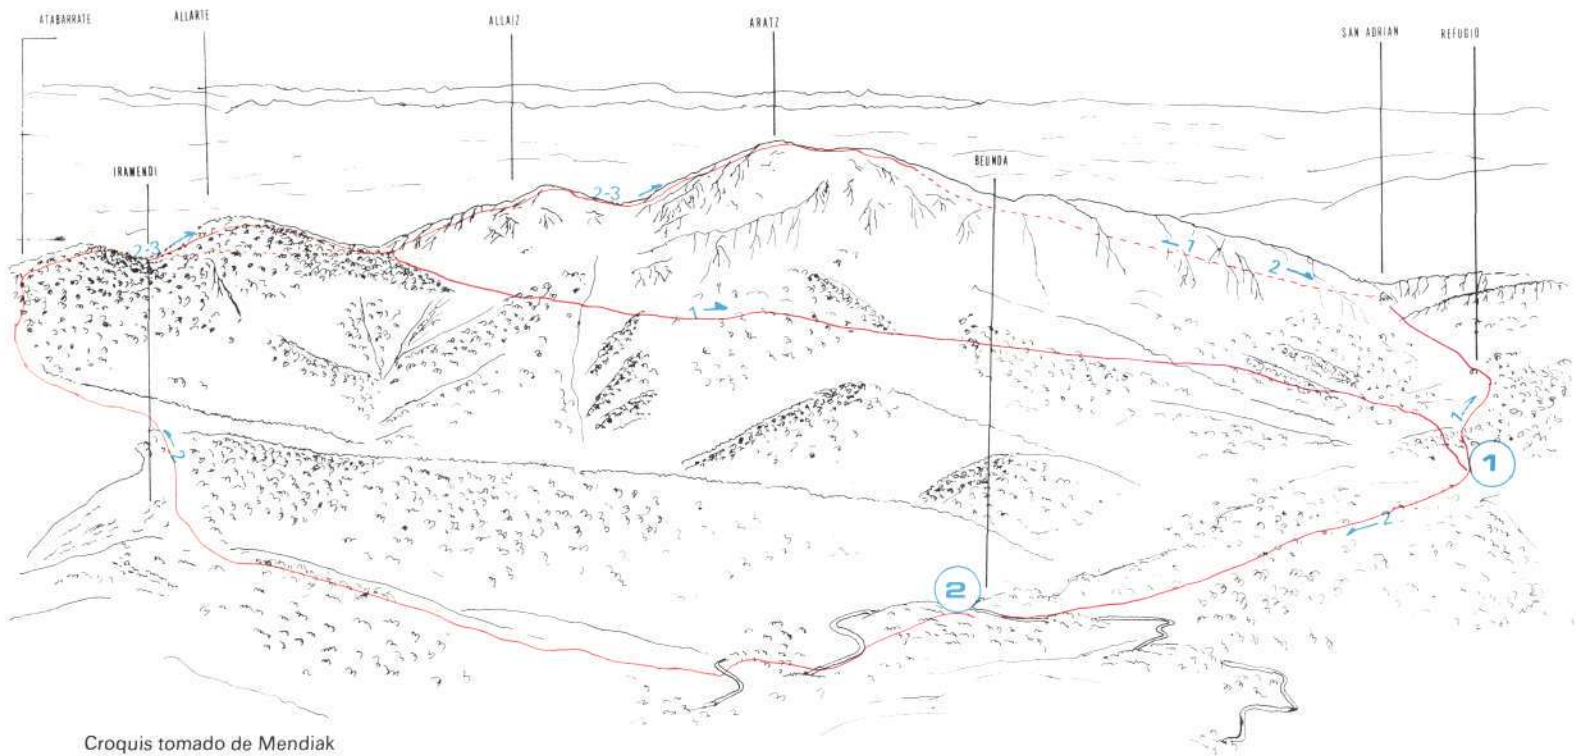 ATABARRATE
ALLARTE
ALLAIZ
ARATZ
SAN ADRIAN
REFUGIO
IRAMENDI
BEUNDA
2-3
2-3
1
2
1
1
1
2
2
2
Croquis tomado de Mendiak